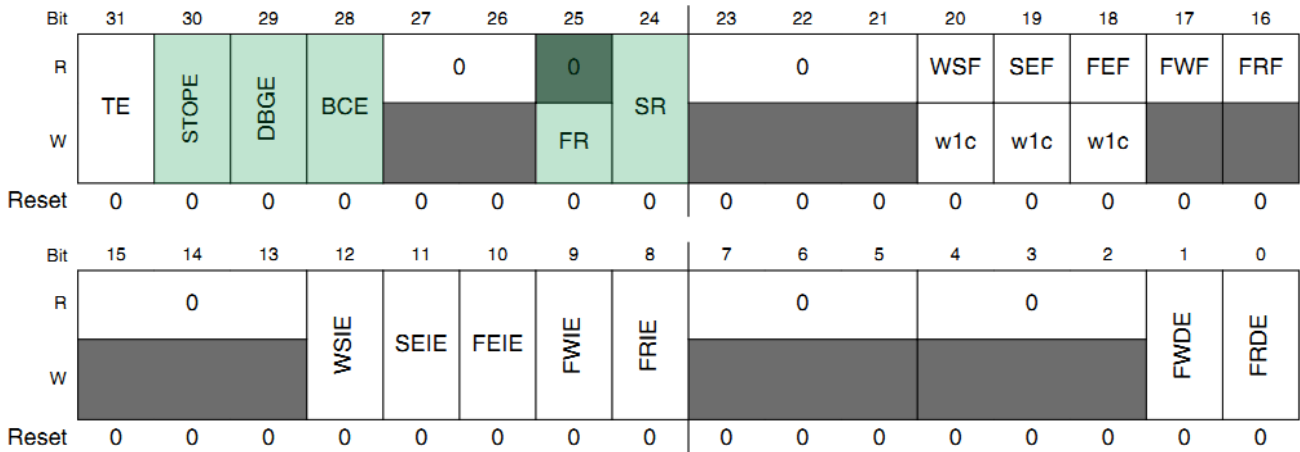 Bit 31 30 29 28 27 26 25 24 23 22 21 20 19 18 17 16
R TE STOPE DBGE BCE 0 0 SR 0 WSF SEF FEF FWF FRF
W FR w1c w1c w1c
Reset 0 0 0 0 0 0 0 0 0 0 0 0 0 0 0 0
Bit 15 14 13 12 11 10 9 8 7 6 5 4 3 2 1 0
R 0 WSIE SEIE FEIE FWIE FRIE 0 0 FWDE FRDE
W
Reset 0 0 0 0 0 0 0 0 0 0 0 0 0 0 0 0